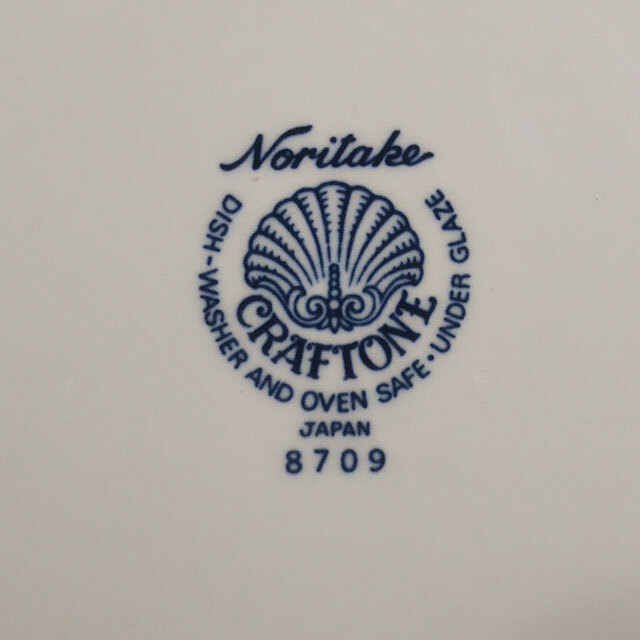 Noritake
CRAFTONE
DISH-WASHER AND OVEN SAFE·UNDER GLAZE
JAPAN
8709